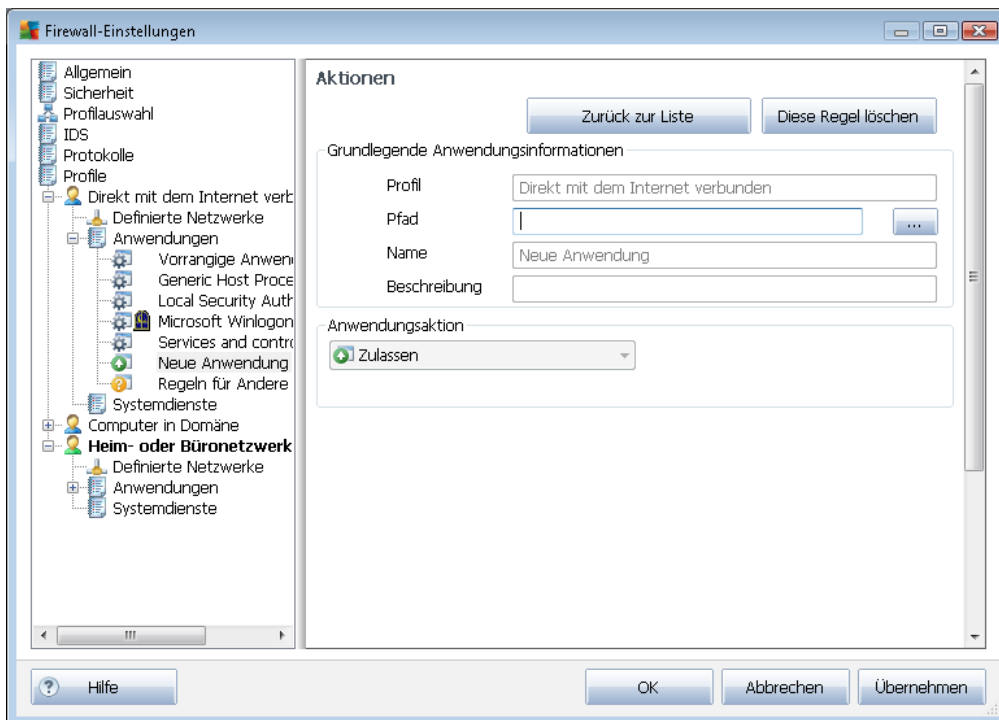 Firewall-Einstellungen
Allgemein
Sicherheit
Profilauswahl
IDS
Protokolle
Profile
Direkt mit dem Internet verb
Definierte Netzwerke
Anwendungen
Vorrangige Anwen
Generic Host Proce
Local Security Auth
Microsoft Winlogon
Services and contro
Neue Anwendung
Regeln für Andere
Systemdienste
Computer in Domäne
Heim- oder Büronetzwerk
Definierte Netzwerke
Anwendungen
Systemdienste
Aktionen
Zurück zur Liste
Diese Regel löschen
Grundlegende Anwendungsinformationen
Profil
Direkt mit dem Internet verbunden
Pfad
...
Name
Neue Anwendung
Beschreibung
Anwendungsaktion
Zulassen
? Hilfe
OK
Abbrechen
Übernehmen